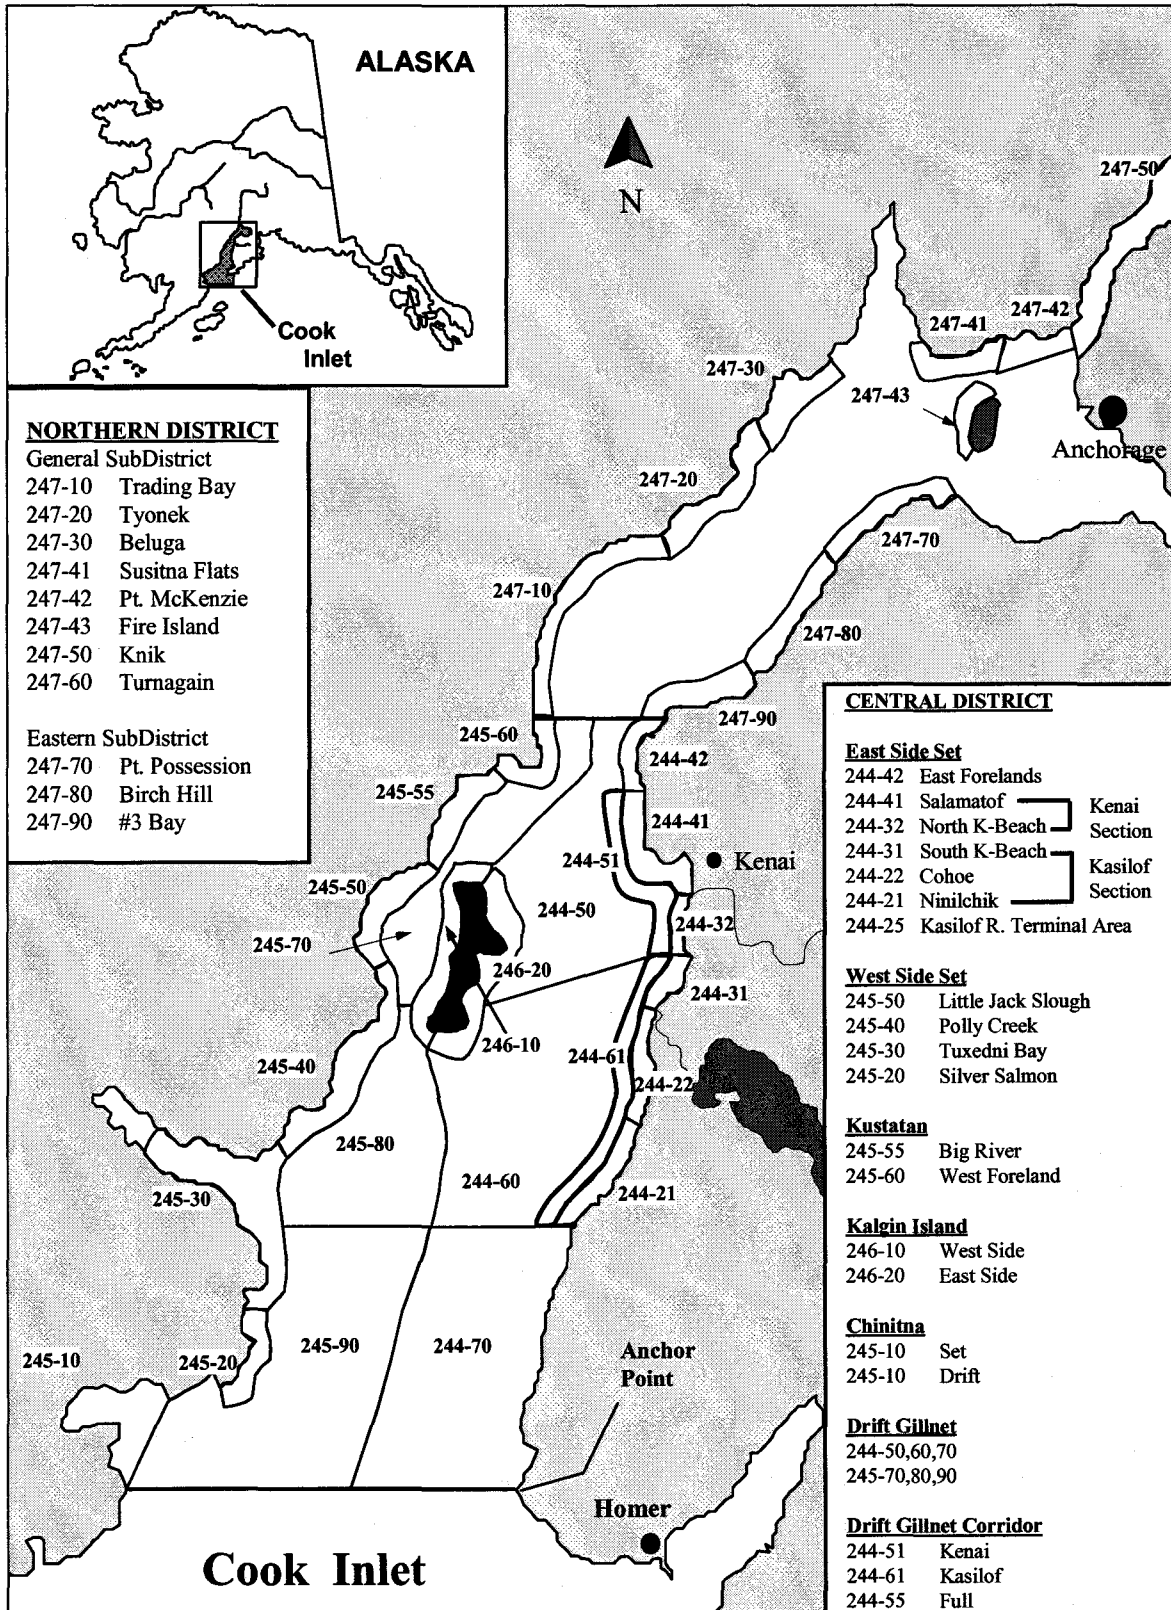 ALASKA
Cook
Inlet
N
NORTHERN DISTRICT
General SubDistrict
247-10 Trading Bay
247-20 Tyonek
247-30 Beluga
247-41 Susitna Flats
247-42 Pt. McKenzie
247-43 Fire Island
247-50 Knik
247-60 Turnagain
Eastern SubDistrict
247-70 Pt. Possession
247-80 Birch Hill
247-90 #3 Bay
247-50
247-42
247-41
247-30
247-43
Anchorage
247-20
247-70
247-10
247-80
247-90
245-60
244-42
245-55
244-41
Kenai
244-51
245-50
244-50
244-32
245-70
246-20
244-31
246-10
244-61
245-40
244-22
245-80
244-60
244-21
245-30
245-90
244-70
Anchor
Point
245-10
245-20
Homer
Cook Inlet
CENTRAL DISTRICT
East Side Set
244-42 East Forelands
244-41 Salamatof
244-32 North K-Beach
Kenai
Section
244-31 South K-Beach
244-22 Cohoe
244-21 Ninilchik
Kasilof
Section
244-25 Kasilof R. Terminal Area
West Side Set
245-50 Little Jack Slough
245-40 Polly Creek
245-30 Tuxedni Bay
245-20 Silver Salmon
Kustatan
245-55 Big River
245-60 West Foreland
Kalgin Island
246-10 West Side
246-20 East Side
Chinitna
245-10 Set
245-10 Drift
Drift Gillnet
244-50,60,70
245-70,80,90
Drift Gillnet Corridor
244-51 Kenai
244-61 Kasilof
244-55 Full